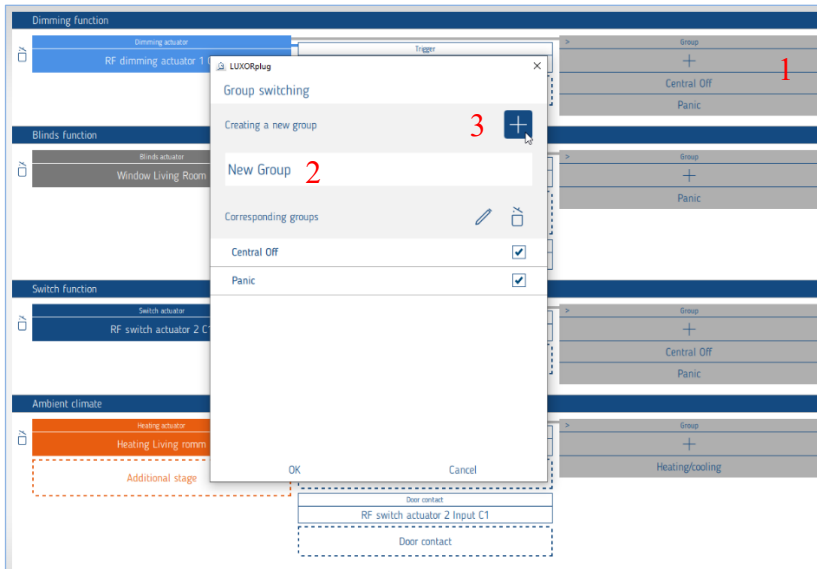 Dimming function
Dimming actuator
RF dimming actuator 1 C
Trigger
> Group
+
1
Central Off
Panic
LUXORplug
Group switching
Creating a new group
3
+
New Group
2
Corresponding groups
Central Off
Panic
OK Cancel
Blinds function
Blinds actuator
Window Living Room
> Group
+
Panic
Switch function
Switch actuator
RF switch actuator 2 C1
> Group
+
Central Off
Panic
Ambient climate
Heating actuator
Heating Living romm
Additional stage
> Group
+
Heating/cooling
Door contact
RF switch actuator 2 Input C1
Door contact